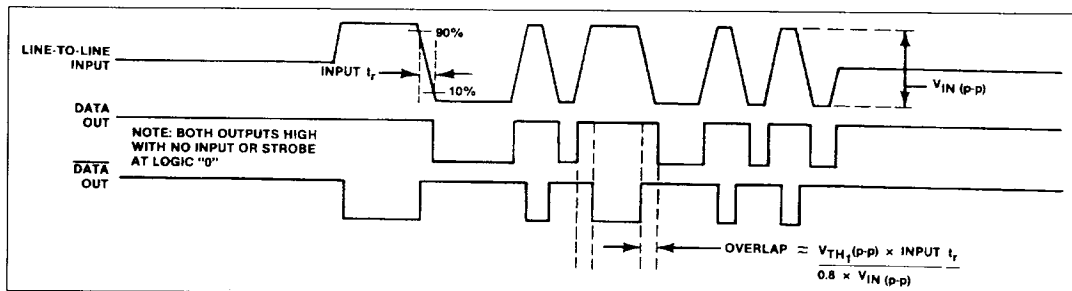 LINE-TO-LINE
INPUT
90%
INPUT tr
10%
VIN (p-p)
DATA
OUT
NOTE: BOTH OUTPUTS HIGH
WITH NO INPUT OR STROBE
AT LOGIC "0"
DATA
OUT
OVERLAP ≈ VTH1(p-p) × INPUT tr
0.8 × VIN (p-p)